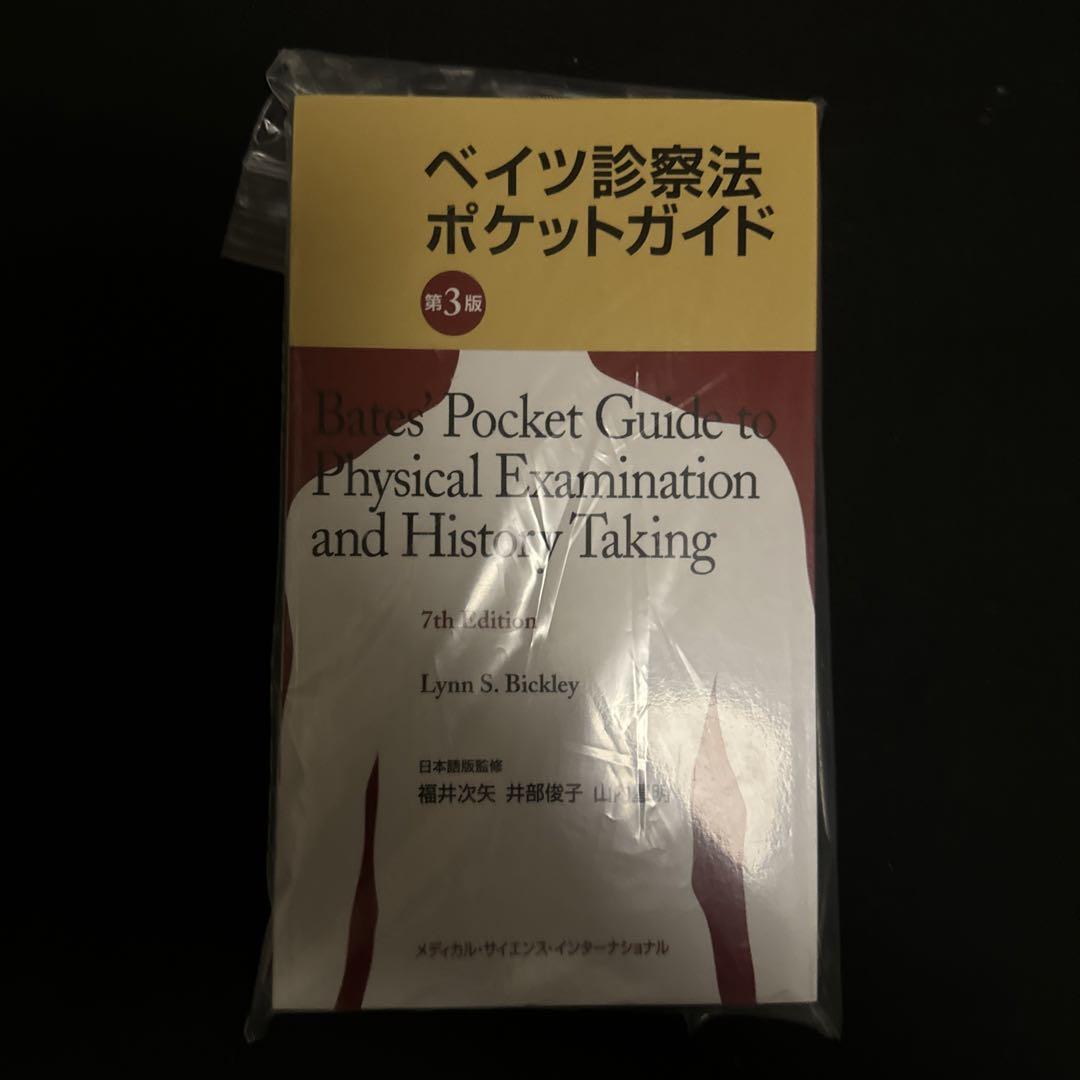 ベイツ診察法
ポケットガイド
第3版
Bates' Pocket Guide to
Physical Examination
and History Taking
7th Edition
Lynn S. Bickley
日本語版監修
福井次矢 井部俊子
メディカル・サイエンス・インターナショナル